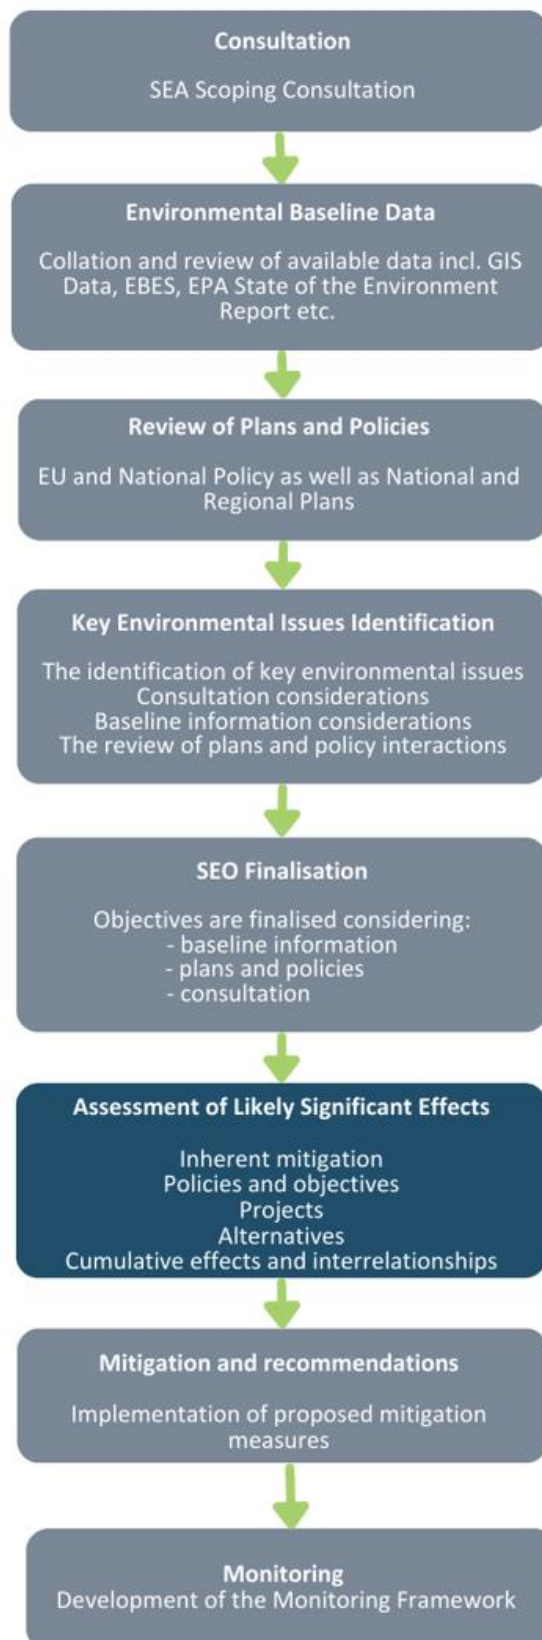 Consultation
SEA Scoping Consultation
Environmental Baseline Data
Collation and review of available data incl. GIS
Data, EBES, EPA State of the Environment
Report etc.
Review of Plans and Policies
EU and National Policy as well as National and
Regional Plans
Key Environmental Issues Identification
The identification of key environmental issues
Consultation considerations
Baseline information considerations
The review of plans and policy interactions
SEO Finalisation
Objectives are finalised considering:
- baseline information
- plans and policies
- consultation
Assessment of Likely Significant Effects
Inherent mitigation
Policies and objectives
Projects
Alternatives
Cumulative effects and interrelationships
Mitigation and recommendations
Implementation of proposed mitigation
measures
Monitoring
Development of the Monitoring Framework